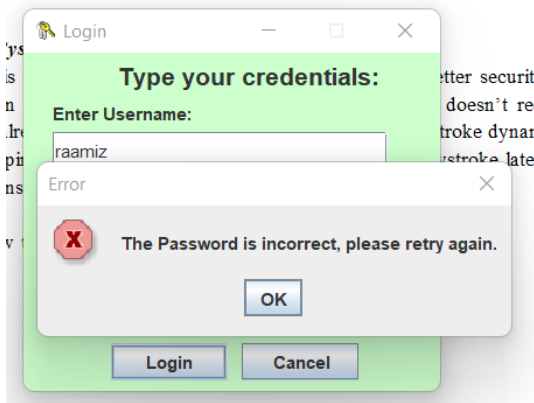 Login
Type your credentials:
etter securit
Enter Username:
doesn't re
troke dynar
raamiz
ystroke late
Error
The Password is incorrect, please retry again.
OK
Login
Cancel